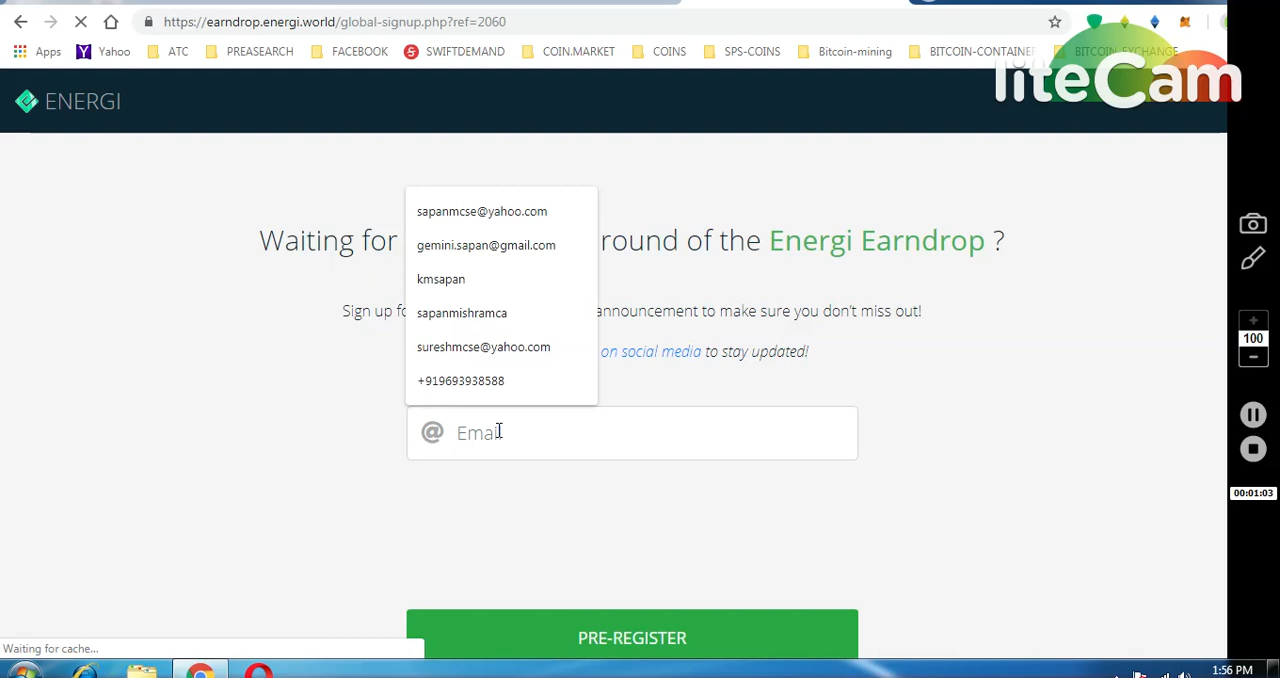 https://earndrop.energi.world/global-signup.php?ref=2060
Apps Yahoo ATC PREASEARCH FACEBOOK SWIFTDEMAND COIN.MARKET COINS SPS-COINS Bitcoin-mining BITCOIN-CONTAINE BITCOIN-EXCHANGE
liteCam
ENERGI
sapanmcse@yahoo.com
Waiting for round of the Energi Earndrop ?
gemini.sapan@gmail.com
kmsapan
Sign up fo announcement to make sure you don't miss out!
sapanmishramca
100
on social media to stay updated!
sureshmcse@yahoo.com
+919693938588
@ Email
00:01:03
PRE-REGISTER
Waiting for cache...
1:56 PM